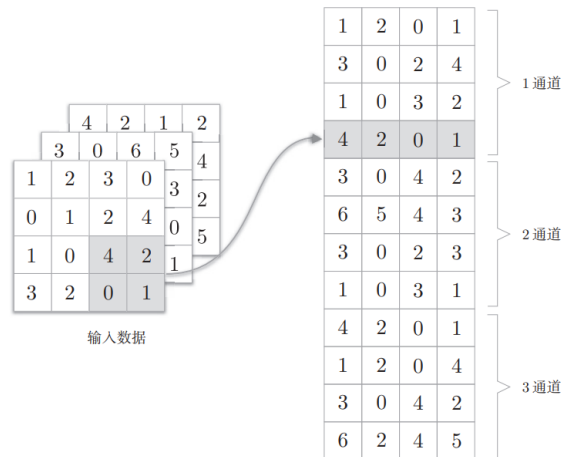 4 2 1 2
3 0 6 5 4
1 2 3 0 3 2
0 1 2 4 0 5
1 0 4 2 1
3 2 0 1
输入数据
1 2 0 1
3 0 2 4
1 0 3 2
4 2 0 1
1 通道
3 0 4 2
6 5 4 3
3 0 2 3
1 0 3 1
2 通道
4 2 0 1
1 2 0 4
3 0 4 2
6 2 4 5
3 通道